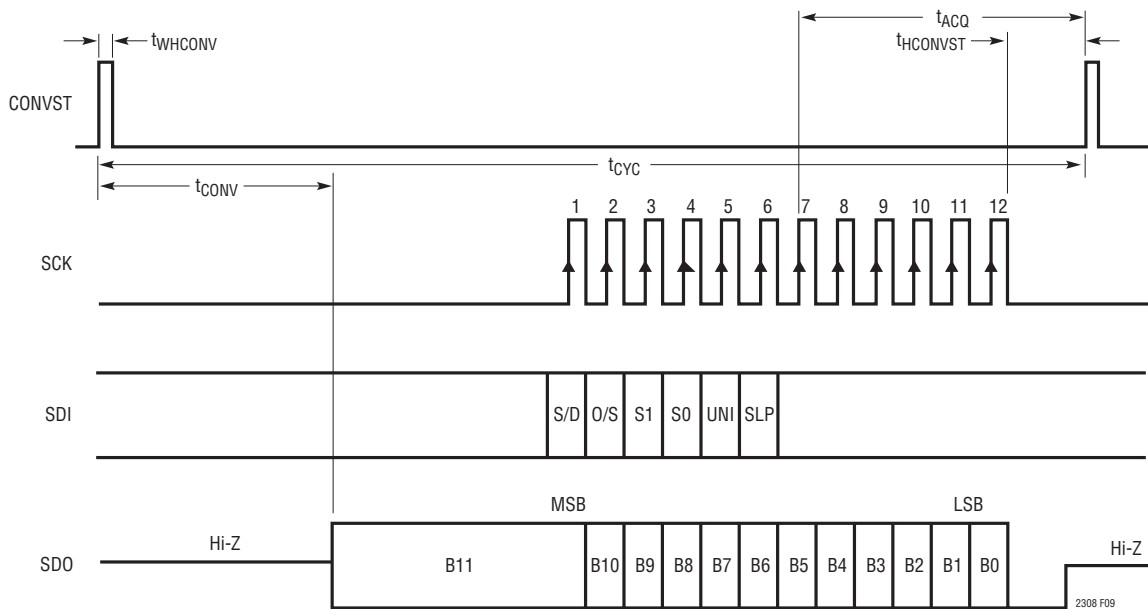 tACQ
tWHCONV
tHCONVST
CONVST
tCYC
tCONV
1 2 3 4 5 6 7 8 9 10 11 12
SCK
SDI
S/D O/S S1 S0 UNI SLP
MSB LSB
Hi-Z Hi-Z
SDO
B11 B10 B9 B8 B7 B6 B5 B4 B3 B2 B1 B0
2308 F09